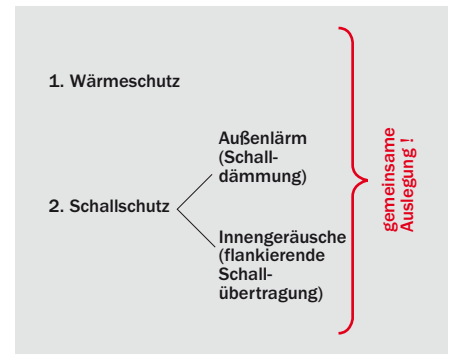 1. Wärmeschutz
2. Schallschutz
Außenlärm
(Schall-
dämmung)
Innengeräusche
(flankierende
Schall-
übertragung)
gemeinsame
Auslegung !